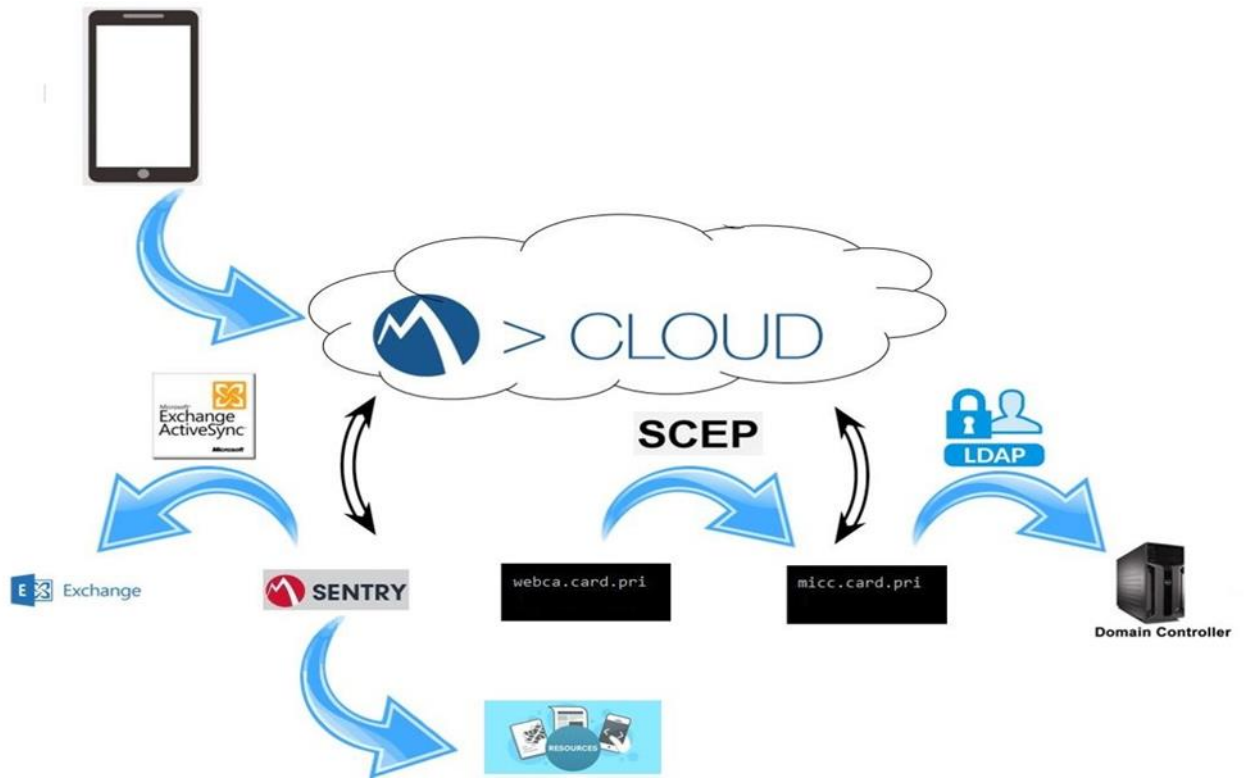 > CLOUD
Microsoft
Exchange
ActiveSync
Microsoft
SCEP
LDAP
E Exchange
SENTRY
webca.card.pri
micc.card.pri
Domain Controller
RESOURCES